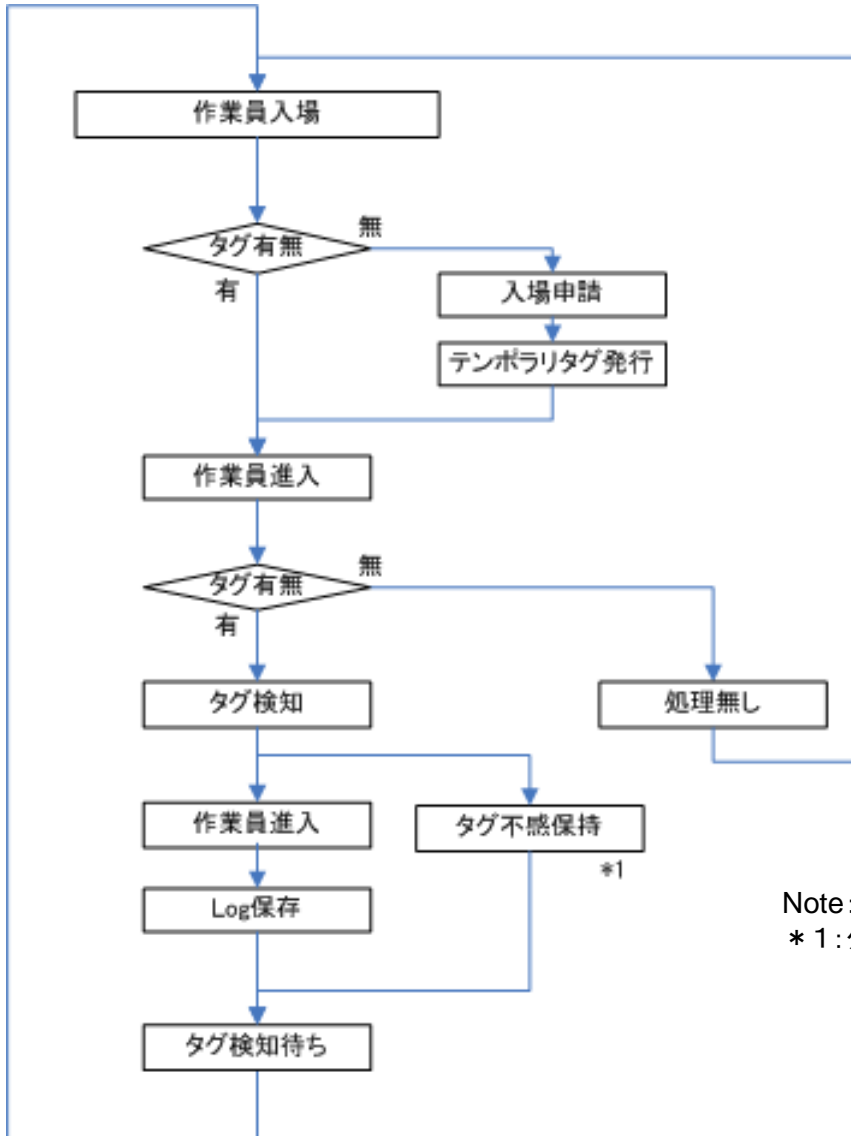 作業員入場
タグ有無
無
有
入場申請
テンポラリタグ発行
作業員進入
タグ有無
無
有
タグ検知
処理無し
作業員進入
タグ不感保持
*1
Log保存
Note:
*1:
タグ検知待ち